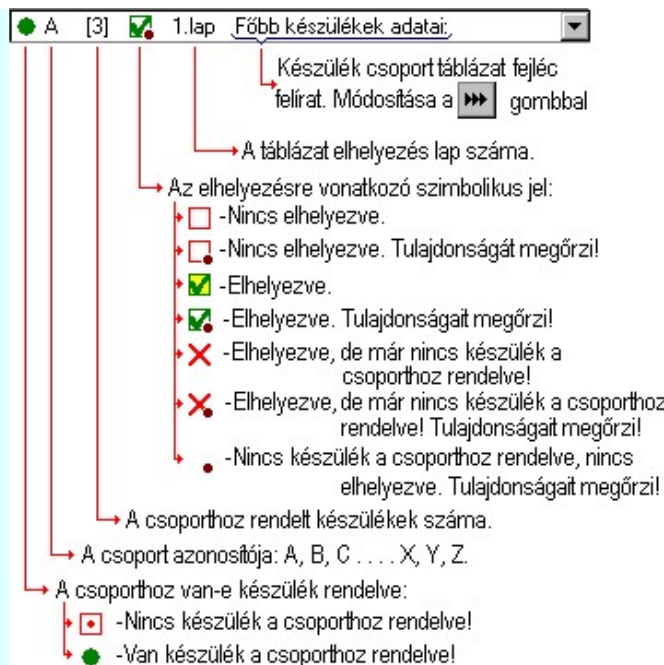 A [3] 1.lap Főbb készülékek adatai:
Készülék csoport táblázat fejléc
felírat. Módosítása a gombbal
A táblázat elhelyezés lap száma.
Az elhelyezésre vonatkozó szimbolikus jel:
-Nincs elhelyezve.
-Nincs elhelyezve. Tulajdonságát megőrzi!
-Elhelyezve.
-Elhelyezve. Tulajdonságait megőrzi!
-Elhelyezve, de már nincs készülék a
csoporthoz rendelve!
-Elhelyezve, de már nincs készülék a csoporthoz
rendelve! Tulajdonságait megőrzi!
-Nincs készülék a csoporthoz rendelve, nincs
elhelyezve. Tulajdonságait megőrzi!
A csoporthoz rendelt készülékek száma.
A csoport azonosítója: A, B, C . . . . X, Y, Z.
A csoporthoz van-e készülék rendelve:
-Nincs készülék a csoporthoz rendelve!
-Van készülék a csoporthoz rendelve!